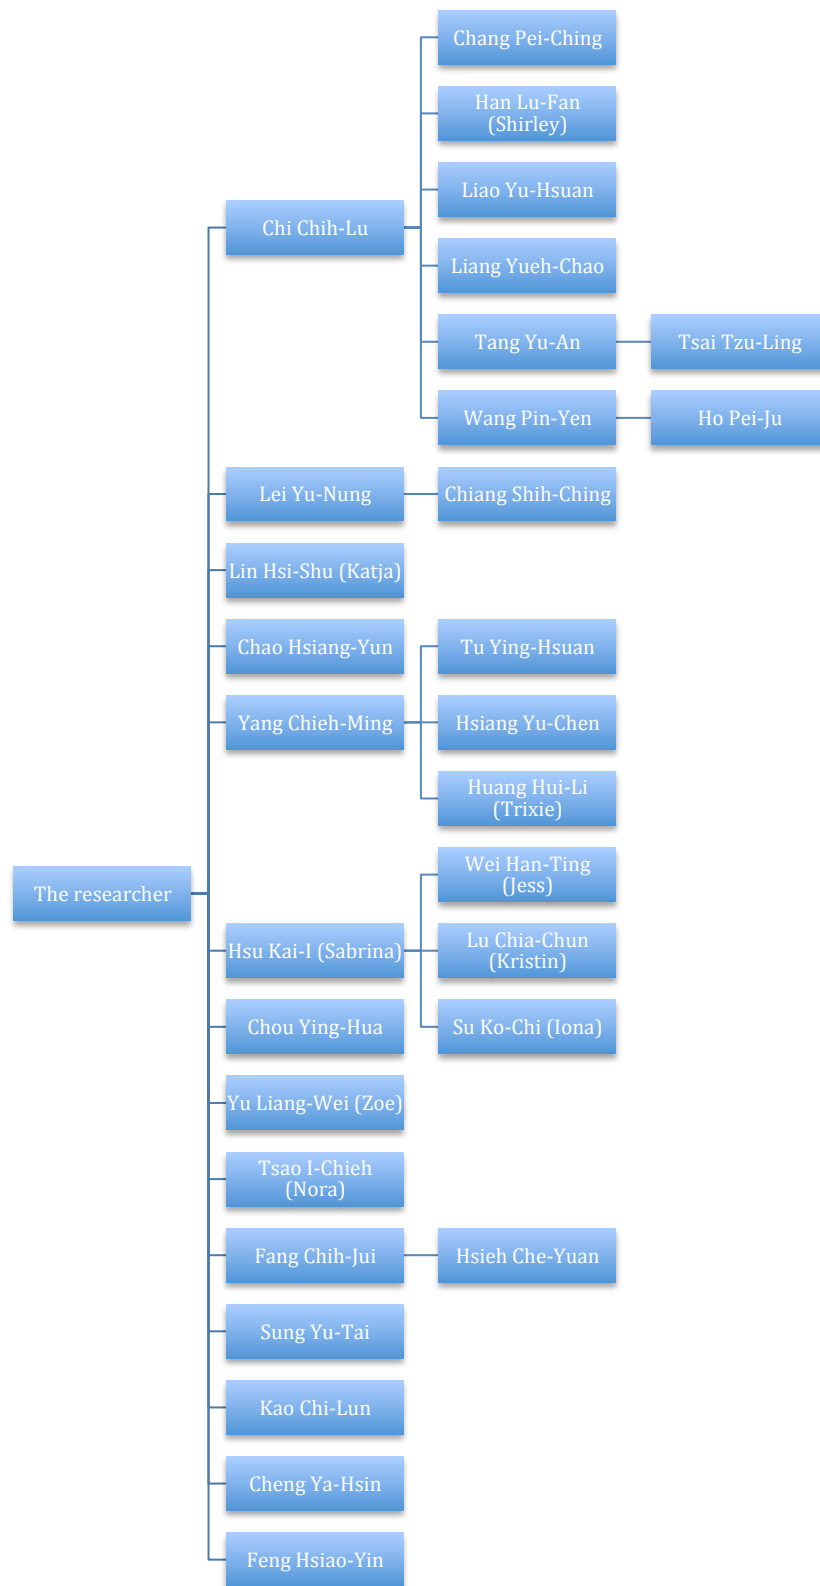 Chang Pei-Ching
Han Lu-Fan
(Shirley)
Liao Yu-Hsuan
Chi Chih-Lu
Liang Yueh-Chao
Tang Yu-An
Tsai Tzu-Ling
Wang Pin-Yen
Ho Pei-Ju
Lei Yu-Nung
Chiang Shih-Ching
Lin Hsi-Shu (Katja)
Chao Hsiang-Yun
Tu Ying-Hsuan
Yang Chieh-Ming
Hsiang Yu-Chen
Huang Hui-Li
(Trixie)
The researcher
Wei Han-Ting
(Jess)
Hsu Kai-I (Sabrina)
Lu Chia-Chun
(Kristin)
Chou Ying-Hua
Su Ko-Chi (Iona)
Yu Liang-Wei (Zoe)
Tsao I-Chieh
(Nora)
Fang Chih-Jui
Hsieh Che-Yuan
Sung Yu-Tai
Kao Chi-Lun
Cheng Ya-Hsin
Feng Hsiao-Yin